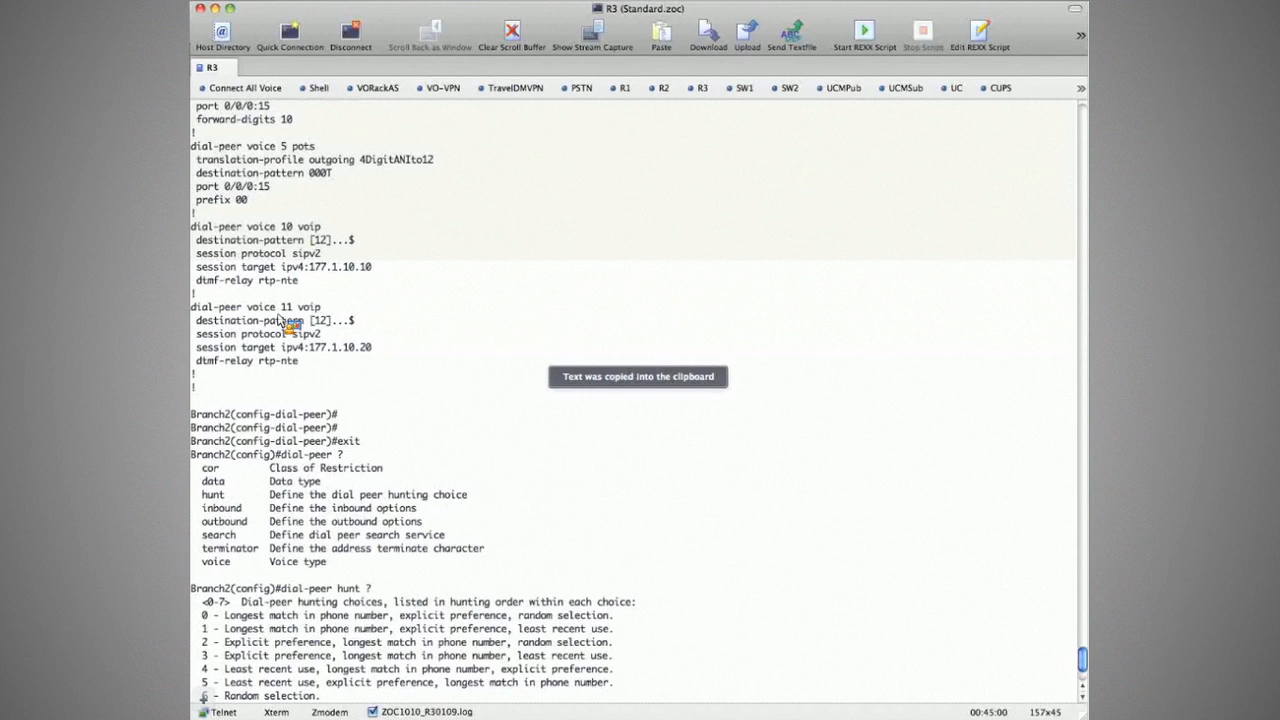 R3 (Standard.zoc)
Host Directory Quick Connection Disconnect Scroll Back as Window Clear Scroll Buffer Show Stream Capture Paste Download Upload Send Textfile Start REXX Script Stop Script Edit REXX Script
R3
Connect All Voice Shell VORackAS VO-VPN TravelDMVPN PSTN R1 R2 R3 SW1 SW2 UCMPub UCMSub UC CUPS
port 0/0/0:15
forward-digits 10
!
dial-peer voice 5 pots
translation-profile outgoing 4DigitANIto12
destination-pattern 000T
port 0/0/0:15
prefix 00
!
dial-peer voice 10 voip
destination-pattern [12]...$
session protocol sipv2
session target ipv4:177.1.10.10
dtmf-relay rtp-nte
!
dial-peer voice 11 voip
destination-pattern [12]...$
session protocol sipv2
session target ipv4:177.1.10.20
dtmf-relay rtp-nte
!
!
Text was copied into the clipboard
Branch2(config-dial-peer)#
Branch2(config-dial-peer)#
Branch2(config-dial-peer)#exit
Branch2(config)#dial-peer ?
cor Class of Restriction
data Data type
hunt Define the dial peer hunting choice
inbound Define the inbound options
outbound Define the outbound options
search Define dial peer search service
terminator Define the address terminate character
voice Voice type
Branch2(config)#dial-peer hunt ?
<0-7> Dial-peer hunting choices, listed in hunting order within each choice:
0 - Longest match in phone number, explicit preference, random selection.
1 - Longest match in phone number, explicit preference, least recent use.
2 - Explicit preference, longest match in phone number, random selection.
3 - Explicit preference, longest match in phone number, least recent use.
4 - Least recent use, longest match in phone number, explicit preference.
5 - Least recent use, explicit preference, longest match in phone number.
6 - Random selection.
Telnet Xterm Zmodem ZOC1010_R30109.log 00:45:00 157x45